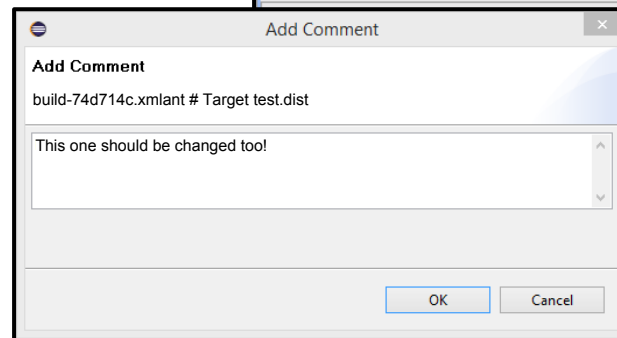 Add Comment
Add Comment
build-74d714c.xmlant # Target test.dist
This one should be changed too!
OK Cancel